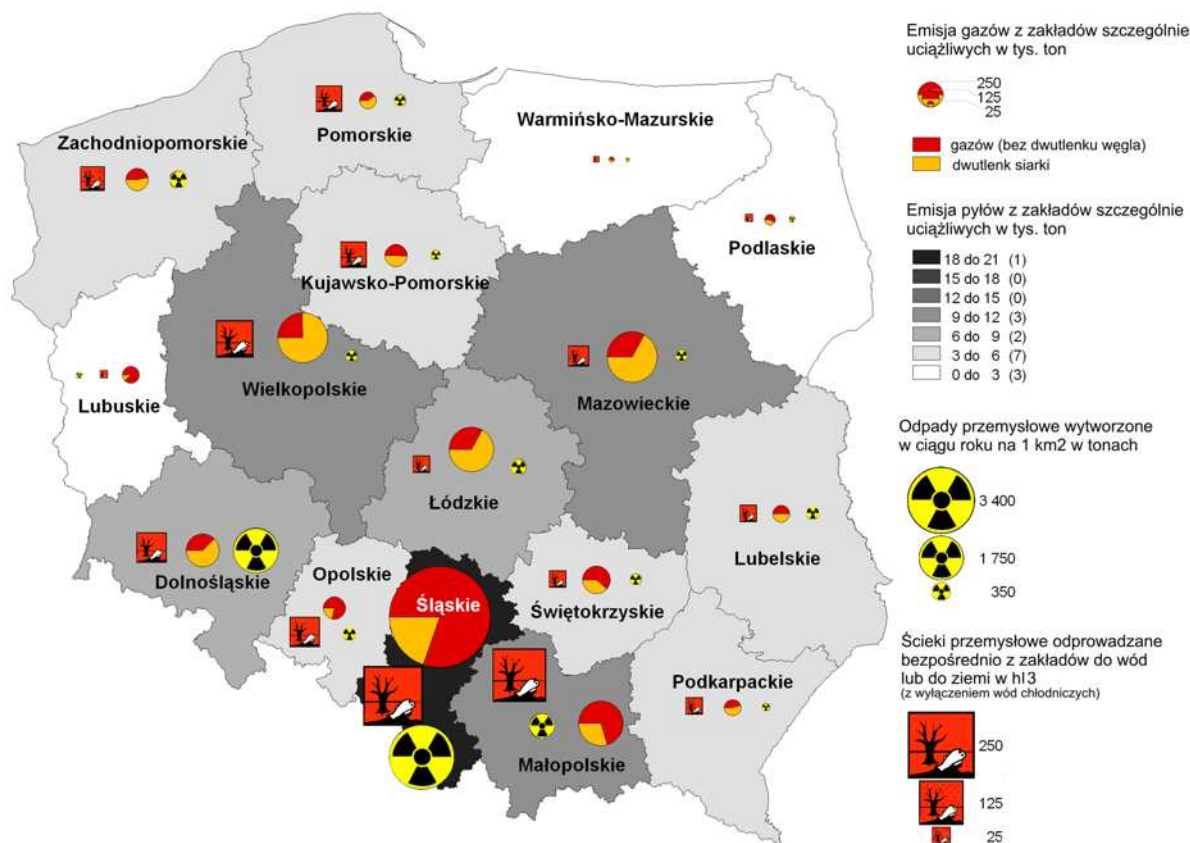 Pomorskie
Warmińsko-Mazurskie
Zachodniopomorskie
Podlaskie
Kujawsko-Pomorskie
Wielkopolskie
Mazowieckie
Lubuskie
Łódzkie
Dolnośląskie
Opolskie
Śląskie
Świętokrzyskie
Lubelskie
Podkarpackie
Małopolskie
Emisja gazów z zakładów szczególnie
uciążliwych w tys. ton
250
125
25
gazów (bez dwutlenku węgla)
dwutlenk siarki
Emisja pyłów z zakładów szczególnie
uciążliwych w tys. ton
18 do 21 (1)
15 do 18 (0)
12 do 15 (0)
9 do 12 (3)
6 do 9 (2)
3 do 6 (7)
0 do 3 (3)
Odpady przemysłowe wytworzone
w ciągu roku na 1 km2 w tonach
3 400
1 750
350
Ścieki przemysłowe odprowadzane
bezpośrednio z zakładów do wód
lub do ziemi w hl3
(z wyłączeniem wód chłodniczych)
250
125
25